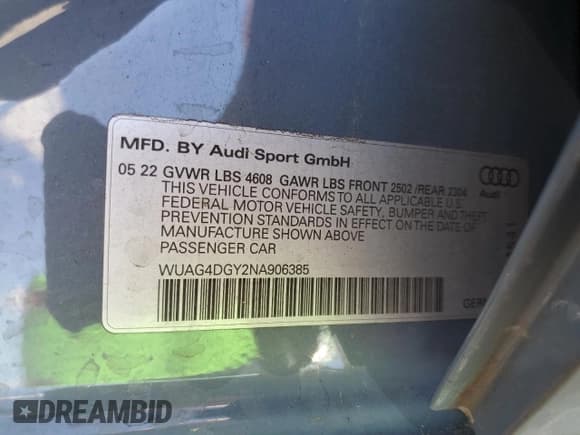 MFD. BY Audi Sport GmbH
05 22 GVWR LBS 4608 GAWR LBS FRONT 2502 /REAR 2304
THIS VEHICLE CONFORMS TO ALL APPLICABLE U.S.
FEDERAL MOTOR VEHICLE SAFETY, BUMPER AND THEFT
PREVENTION STANDARDS IN EFFECT ON THE DATE OF
MANUFACTURE SHOWN ABOVE
PASSENGER CAR
WUAG4DGY2NA906385
Audi
GERM
DREAMBID